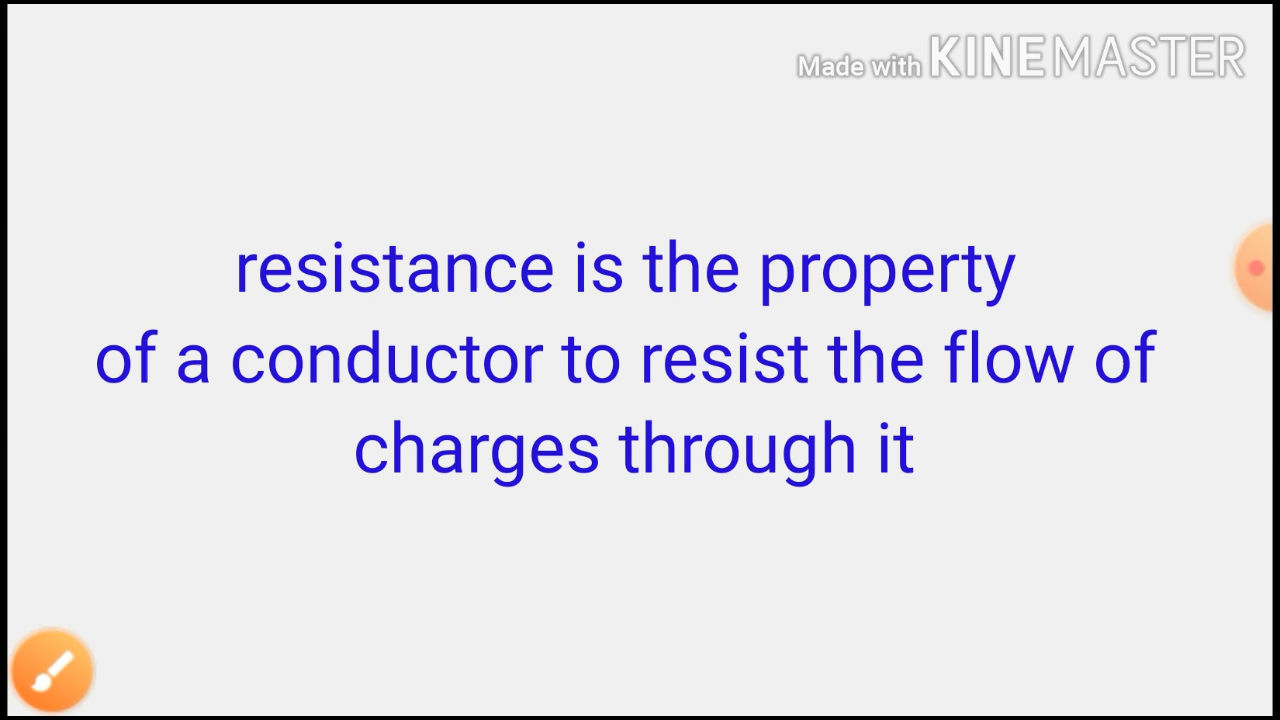 Made with KINEMASTER
resistance is the property
of a conductor to resist the flow of
charges through it